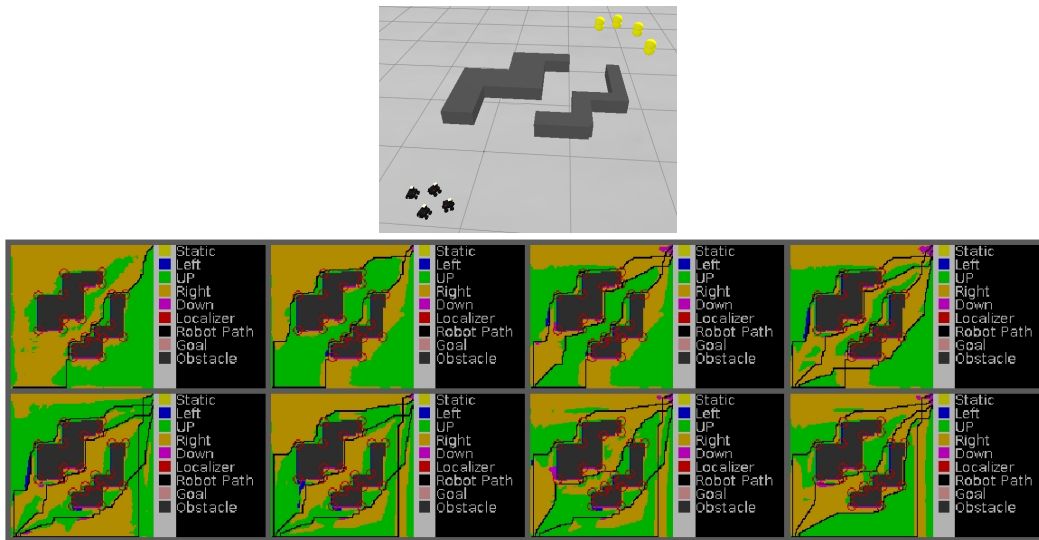 Static
Left
UP
Right
Down
Localizer
Robot Path
Goal
Obstacle
Static
Left
UP
Right
Down
Localizer
Robot Path
Goal
Obstacle
Static
Left
UP
Right
Down
Localizer
Robot Path
Goal
Obstacle
Static
Left
UP
Right
Down
Localizer
Robot Path
Goal
Obstacle
Static
Left
UP
Right
Down
Localizer
Robot Path
Goal
Obstacle
Static
Left
UP
Right
Down
Localizer
Robot Path
Goal
Obstacle
Static
Left
UP
Right
Down
Localizer
Robot Path
Goal
Obstacle
Static
Left
UP
Right
Down
Localizer
Robot Path
Goal
Obstacle